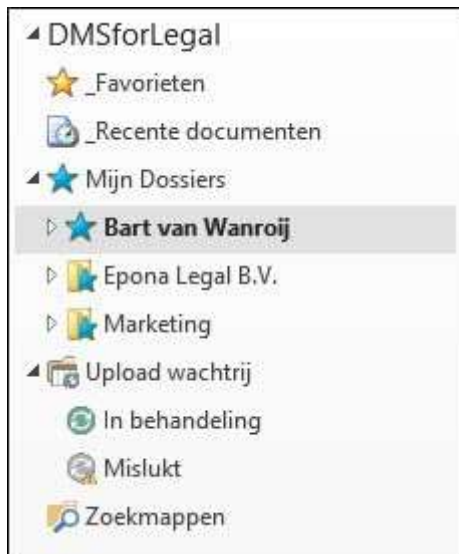 DMSforLegal
_Favorieten
_Recente documenten
Mijn Dossiers
Bart van Wanroij
Epona Legal B.V.
Marketing
Upload wachtrij
In behandeling
Mislukt
Zoekmappen